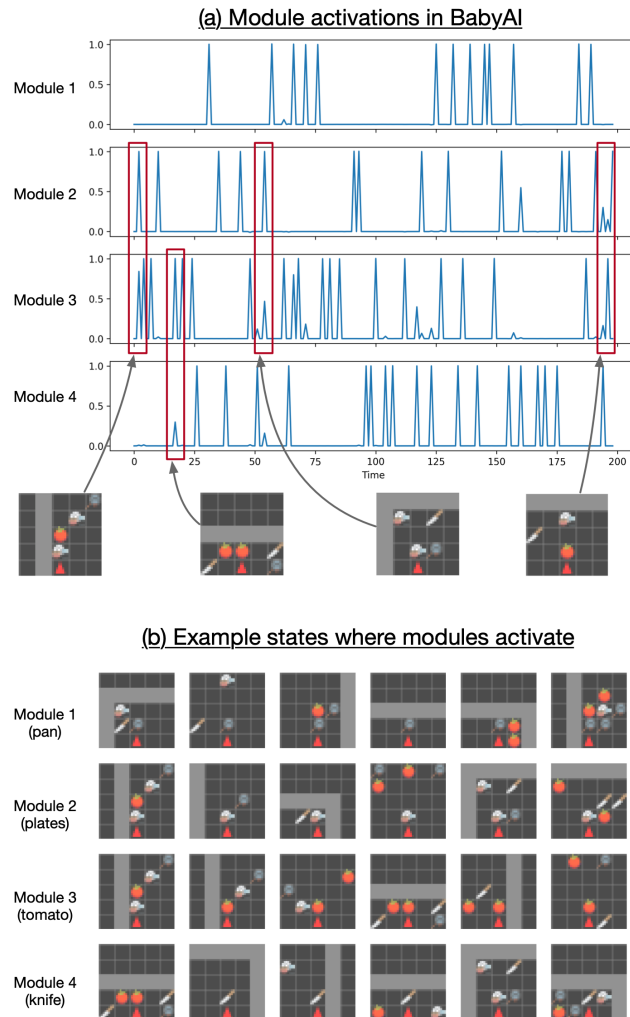 (a) Module activations in BabyAI
Module 1
1.0
0.5
0.0
Module 2
1.0
0.5
0.0
Module 3
1.0
0.5
0.0
Module 4
1.0
0.5
0.0
0 25 50 75 100 125 150 175 200
Time
(b) Example states where modules activate
Module 1
(pan)
Module 2
(plates)
Module 3
(tomato)
Module 4
(knife)